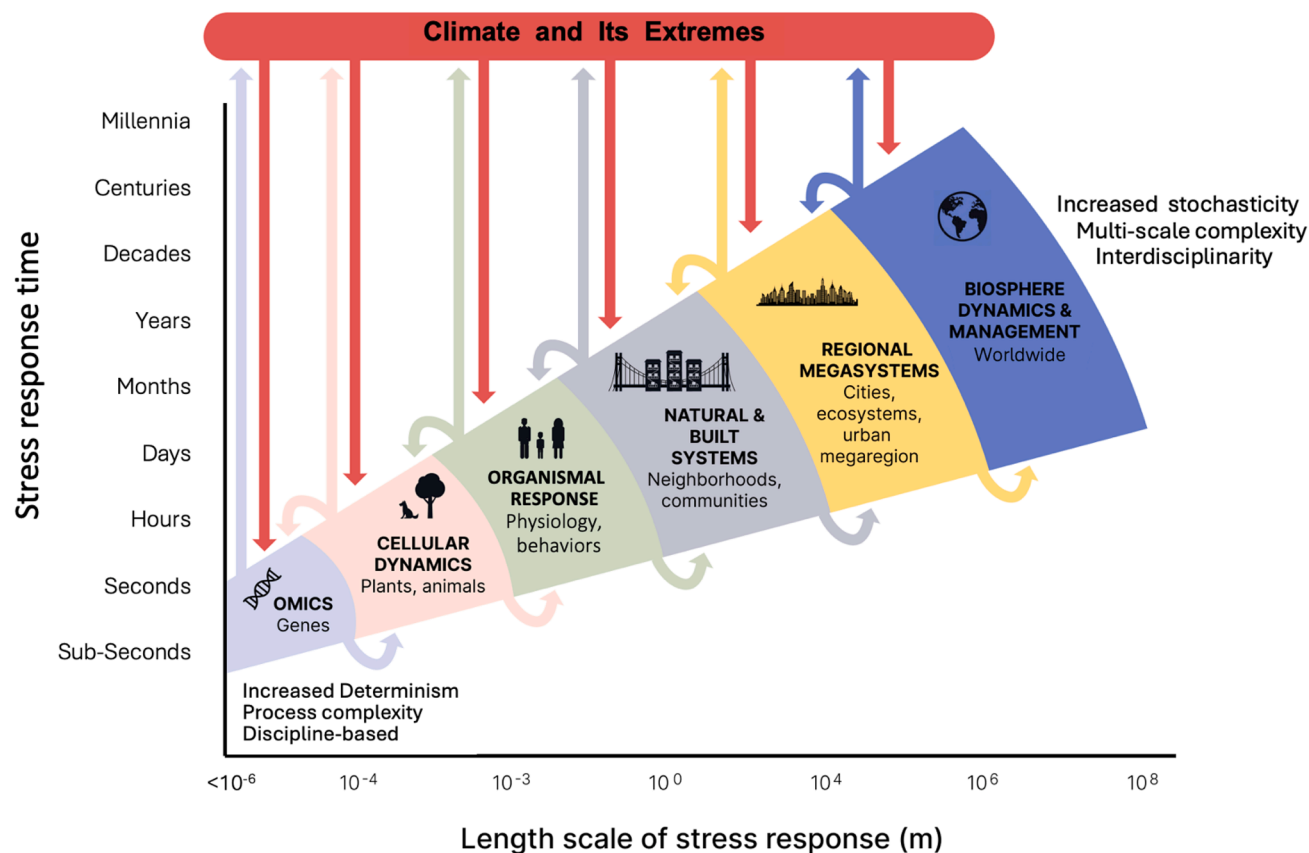 Climate and Its Extremes
Stress response time
Millennia
Centuries
Decades
Years
Months
Days
Hours
Seconds
Sub-Seconds
OMICS
Genes
CELLULAR
DYNAMICS
Plants, animals
ORGANISMAL
RESPONSE
Physiology,
behaviors
NATURAL &
BUILT
SYSTEMS
Neighborhoods,
communities
REGIONAL
MEGASYSTEMS
Cities,
ecosystems,
urban
megaregion
BIOSPHERE
DYNAMICS &
MANAGEMENT
Worldwide
Increased stochasticity
Multi-scale complexity
Interdisciplinarity
Increased Determinism
Process complexity
Discipline-based
<10⁻⁶ 10⁻⁴ 10⁻³ 10⁰ 10⁴ 10⁶ 10⁸
Length scale of stress response (m)